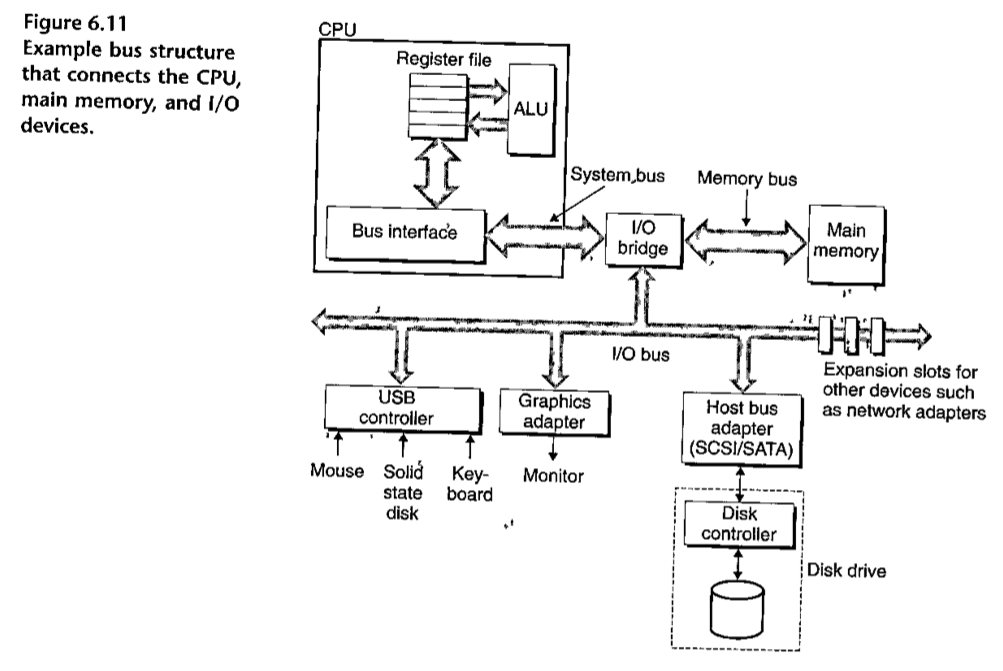 Figure 6.11
Example bus structure
that connects the CPU,
main memory, and I/O
devices.
CPU
Register file
ALU
System bus
Memory bus
Bus interface
I/O
bridge
Main
memory
I/O bus
Expansion slots for
other devices such
as network adapters
USB
controller
Graphics
adapter
Host bus
adapter
(SCSI/SATA)
Mouse
Solid
state
disk
Key-
board
Monitor
Disk
controller
Disk drive